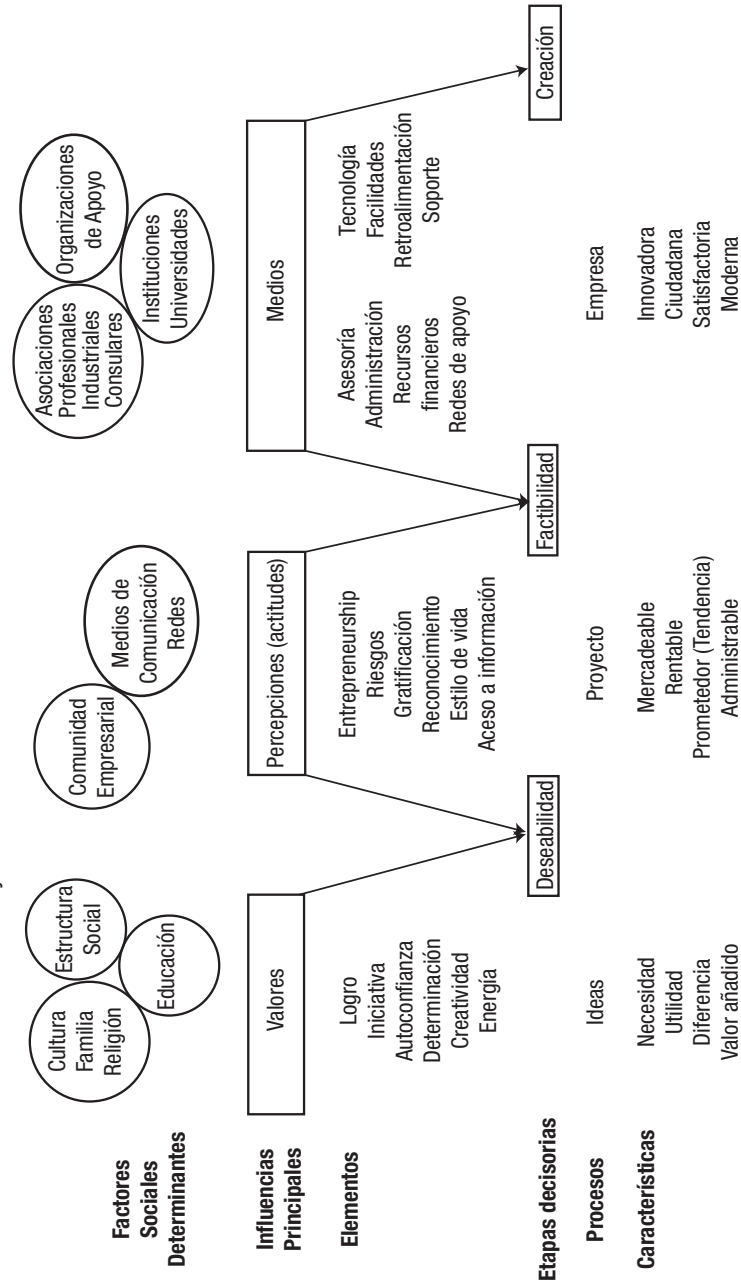 Factores
Sociales
Determinantes
Cultura
Familia
Religión
Estructura
Social
Educación
Comunidad
Empresarial
Medios de
Comunicación
Redes
Asociaciones
Profesionales
Industriales
Consulares
Organizaciones
de Apoyo
Instituciones
Universidades
Influencias
Principales
Valores
Percepciones (actitudes)
Medios
Elementos
Logro
Iniciativa
Autoconfianza
Determinación
Creatividad
Energía
Entrepreneurship
Riesgos
Gratificación
Reconocimiento
Estilo de vida
Aceso a información
Asesoría
Administración
Recursos
financieros
Redes de apoyo
Tecnología
Facilidades
Retroalimentación
Soporte
Etapas decisorias
Deseabilidad
Factibilidad
Creación
Procesos
Ideas
Proyecto
Empresa
Características
Necesidad
Utilidad
Diferencia
Valor añadido
Mercadeable
Rentable
Prometedor (Tendencia)
Administrable
Innovadora
Ciudadana
Satisfactoria
Moderna